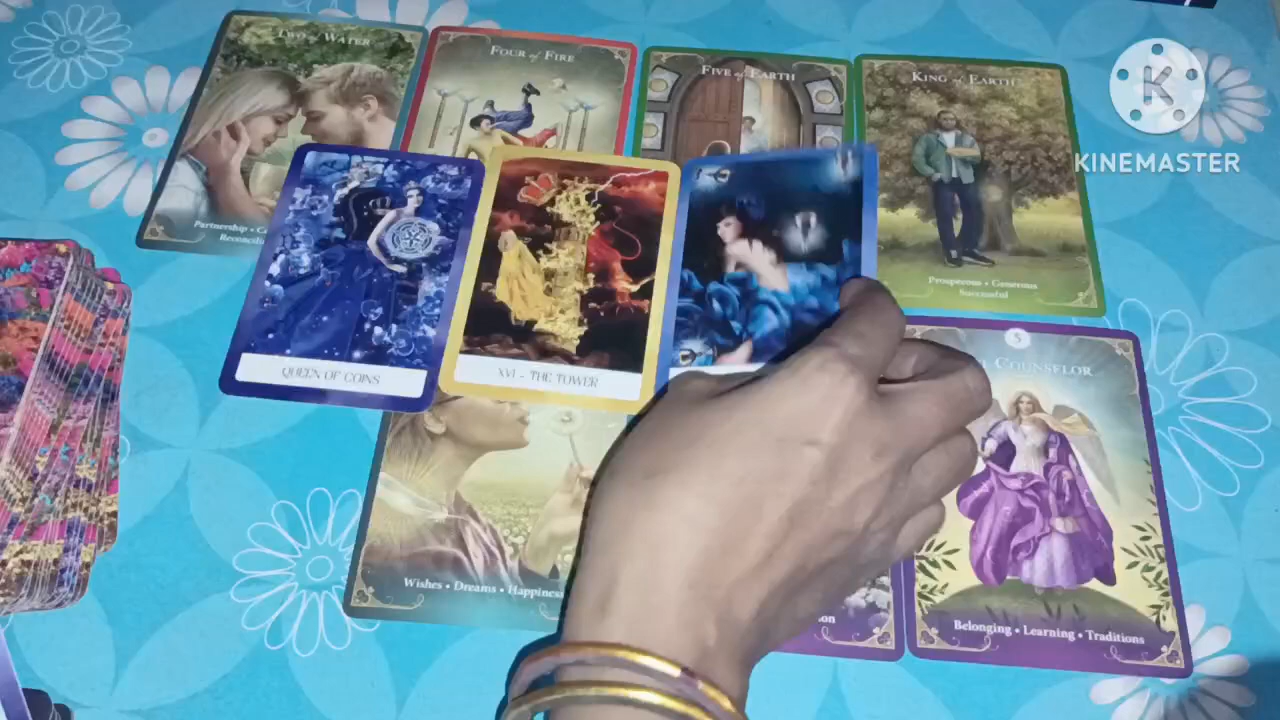 TWO of WATER
FOUR of FIRE
FIVE of EARTH
KING of EARTH
K
KINEMASTER
Partnership •
Prosperous • Generous
Successful
QUEEN OF COINS
XVI - THE TOWER
5
COUNSELOR
Wishes • Dreams • Happiness
Belonging • Learning • Traditions